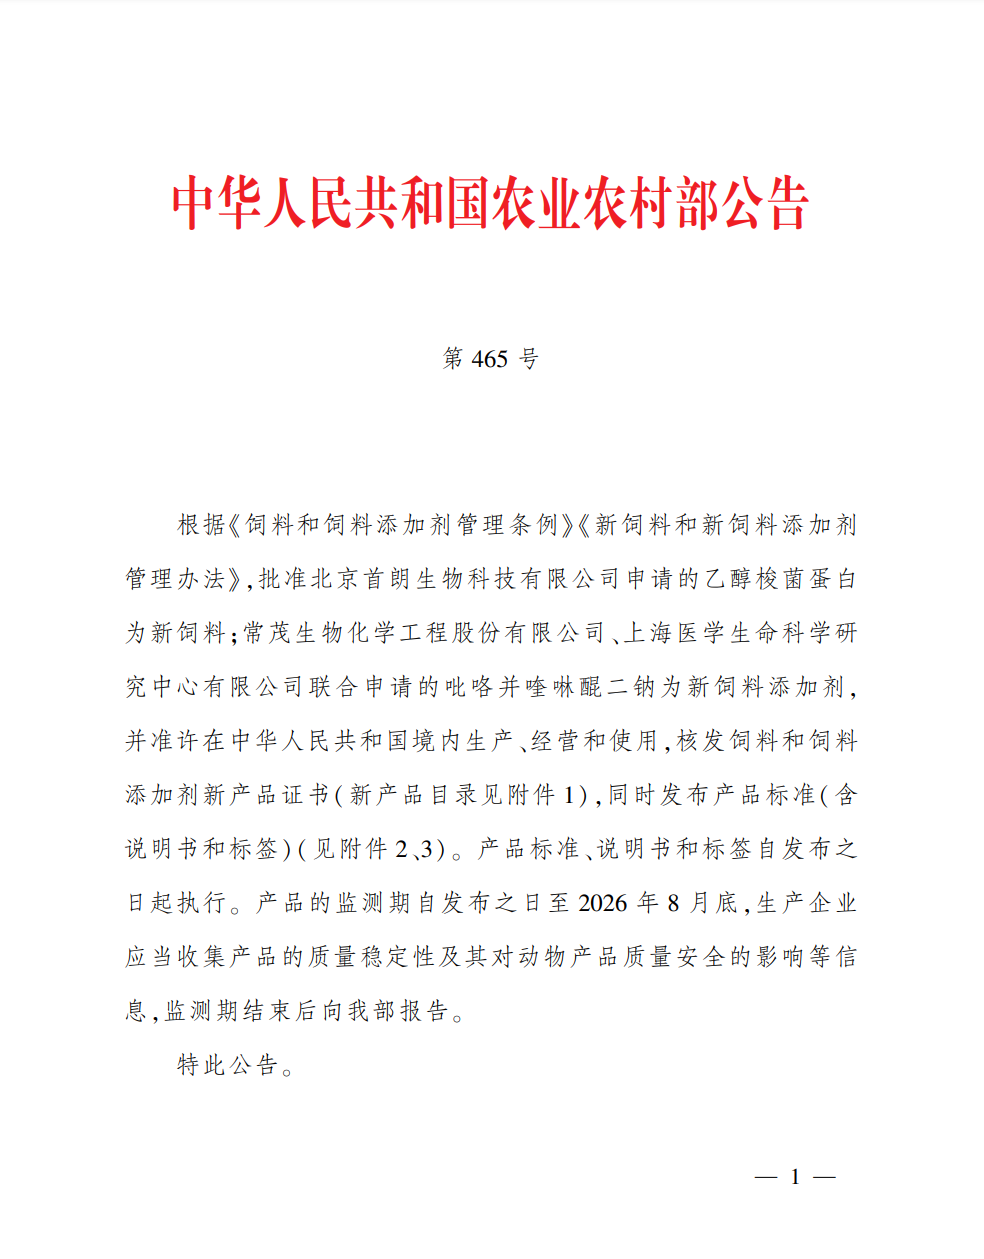 中华人民共和国农业农村部公告
第 465 号
根据《饲料和饲料添加剂管理条例》《新饲料和新饲料添加剂
管理办法》,批准北京首朗生物科技有限公司申请的乙醇梭菌蛋白
为新饲料;常茂生物化学工程股份有限公司、上海医学生命科学研
究中心有限公司联合申请的吡咯并喹啉醌二钠为新饲料添加剂,
并准许在中华人民共和国境内生产、经营和使用,核发饲料和饲料
添加剂新产品证书(新产品目录见附件1),同时发布产品标准(含
说明书和标签)(见附件2、3)。产品标准、说明书和标签自发布之
日起执行。产品的监测期自发布之日至2026年8月底,生产企业
应当收集产品的质量稳定性及其对动物产品质量安全的影响等信
息,监测期结束后向我部报告。
特此公告。
— 1 —